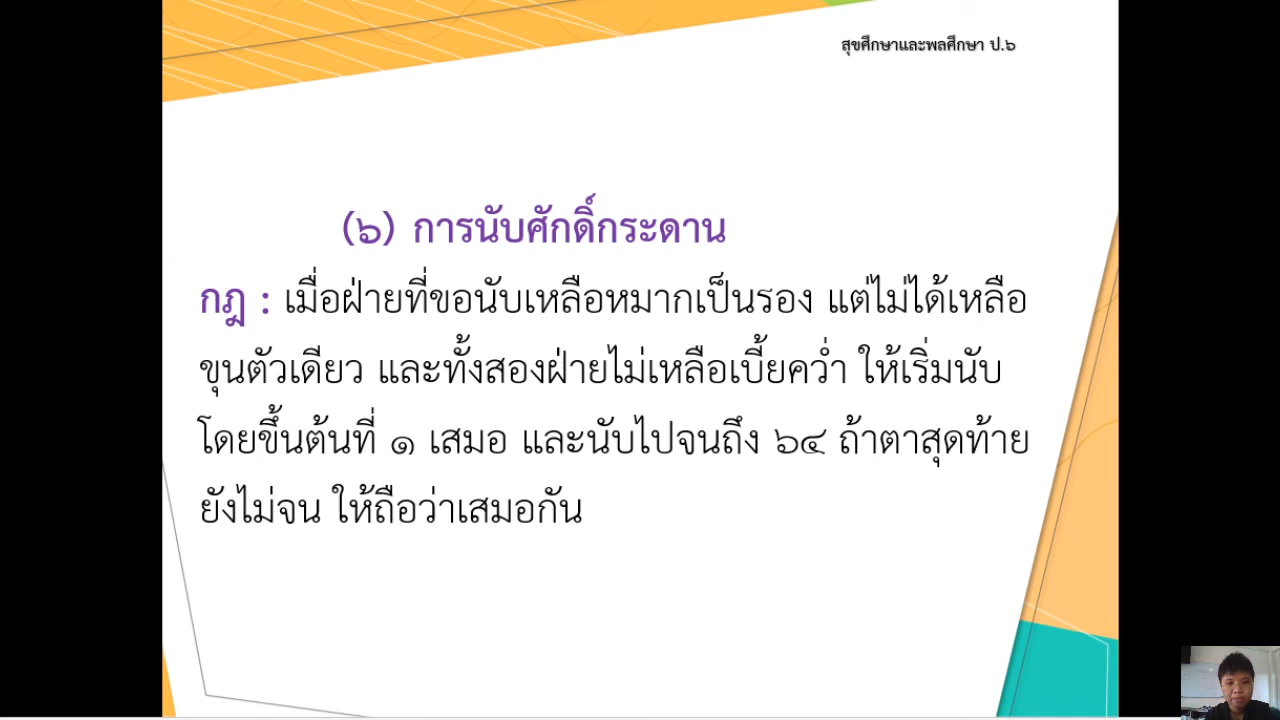 สุขศึกษาและพลศึกษา ป.๖
(๖) การนับศักดิ์กระดาน
กฎ : เมื่อฝ่ายที่ขอนับเหลือหมากเป็นรอง แต่ไม่ได้เหลือ
ขุนตัวเดียว และทั้งสองฝ่ายไม่เหลือเบี้ยคว่ำ ให้เริ่มนับ
โดยขึ้นต้นที่ ๑ เสมอ และนับไปจนถึง ๖๔ ถ้าตาสุดท้าย
ยังไม่จน ให้ถือว่าเสมอกัน